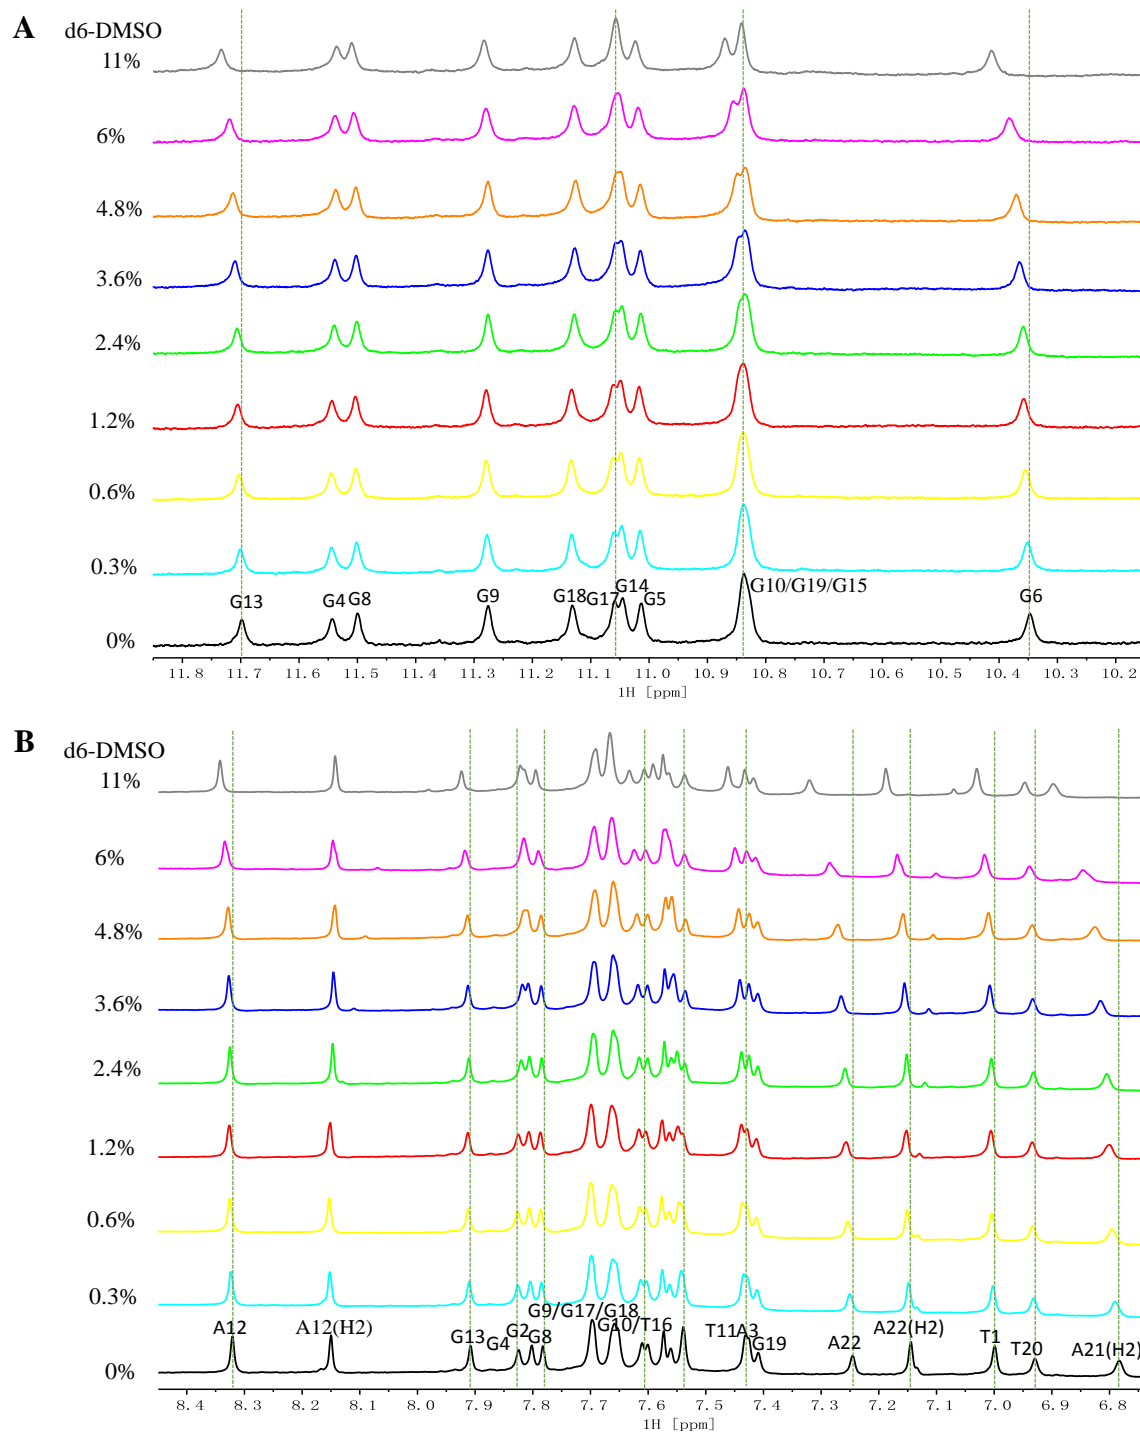 A d6-DMSO
11%
6%
4.8%
3.6%
2.4%
1.2%
0.6%
0.3%
G13 G4 G8 G9 G18 G17 G14 G5 G10/G19/G15 G6
0%
11.8 11.7 11.6 11.5 11.4 11.3 11.2 11.1 11.0 10.9 10.8 10.7 10.6 10.5 10.4 10.3 10.2
1H [ppm]
B d6-DMSO
11%
6%
4.8%
3.6%
2.4%
1.2%
0.6%
0.3%
G9/G17/G18
A12 A12(H2) G13 G4 G2 G8 G10/T16 T11 A3 G19 A22 A22(H2) T1 T20 A21(H2)
0%
8.4 8.3 8.2 8.1 8.0 7.9 7.8 7.7 7.6 7.5 7.4 7.3 7.2 7.1 7.0 6.9 6.8
1H [ppm]